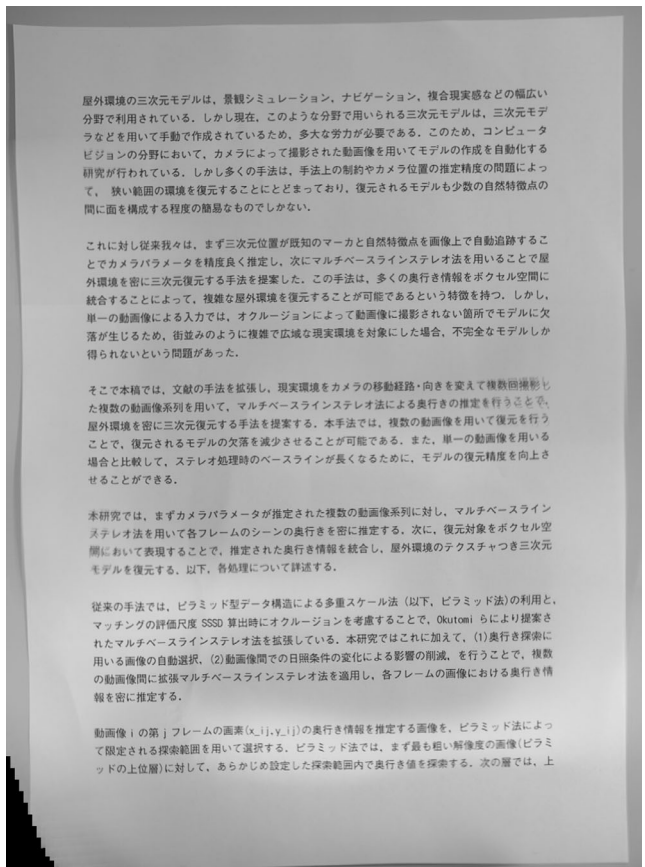 屋外環境の三次元モデルは，景観シミュレーション，ナビゲーション，複合現実感などの幅広い
分野で利用されている．しかし現在，このような分野で用いられる三次元モデルは，三次元モデ
ラなどを用いて手動で作成されているため，多大な労力が必要である．このため，コンピュータ
ビジョンの分野において，カメラによって撮影された動画像を用いてモデルの作成を自動化する
研究が行われている．しかし多くの手法は，手法上の制約やカメラ位置の推定精度の問題によっ
て， 狭い範囲の環境を復元することにとどまっており，復元されるモデルも少数の自然特徴点の
間に面を構成する程度の簡易なものでしかない．
これに対し従来我々は，まず三次元位置が既知のマーカと自然特徴点を画像上で自動追跡するこ
とでカメラパラメータを精度良く推定し，次にマルチベースラインステレオ法を用いることで屋
外環境を密に三次元復元する手法を提案した．この手法は，多くの奥行き情報をボクセル空間に
統合することによって，複雑な屋外環境を復元することが可能であるという特徴を持つ．しかし，
単一の動画像による入力では，オクルージョンによって動画像に撮影されない箇所でモデルに欠
落が生じるため，街並みのように複雑で広域な現実環境を対象にした場合，不完全なモデルしか
得られないという問題があった．
そこで本稿では，文献の手法を拡張し，現実環境をカメラの移動経路・向きを変えて複数回撮影し
た複数の動画像系列を用いて，マルチベースラインステレオ法による奥行きの推定を行うことで，
屋外環境を密に三次元復元する手法を提案する．本手法では，複数の動画像を用いて復元を行う
ことで，復元されるモデルの欠落を減少させることが可能である．また，単一の動画像を用いる
場合と比較して，ステレオ処理時のベースラインが長くなるために，モデルの復元精度を向上さ
せることができる．
本研究では，まずカメラパラメータが推定された複数の動画像系列に対し，マルチベースライン
ステレオ法を用いて各フレームのシーンの奥行きを密に推定する．次に，復元対象をボクセル空
間において表現することで，推定された奥行き情報を統合し，屋外環境のテクスチャつき三次元
モデルを復元する．以下，各処理について詳述する．
従来の手法では，ピラミッド型データ構造による多重スケール法（以下，ピラミッド法)の利用と，
マッチングの評価尺度 SSSD 算出時にオクルージョンを考慮することで，Okutomi らにより提案さ
れたマルチベースラインステレオ法を拡張している．本研究ではこれに加えて，(1)奥行き探索に
用いる画像の自動選択，(2)動画像間での日照条件の変化による影響の削減，を行うことで，複数
の動画像間に拡張マルチベースラインステレオ法を適用し，各フレームの画像における奥行き情
報を密に推定する．
動画像 i の第 j フレームの画素(x_ij,y_ij)の奥行き情報を推定する画像を，ピラミッド法によっ
て限定される探索範囲を用いて選択する．ピラミッド法では，まず最も粗い解像度の画像(ピラミ
ッドの上位層)に対して，あらかじめ設定した探索範囲内で奥行き値を探索する．次の層では，上